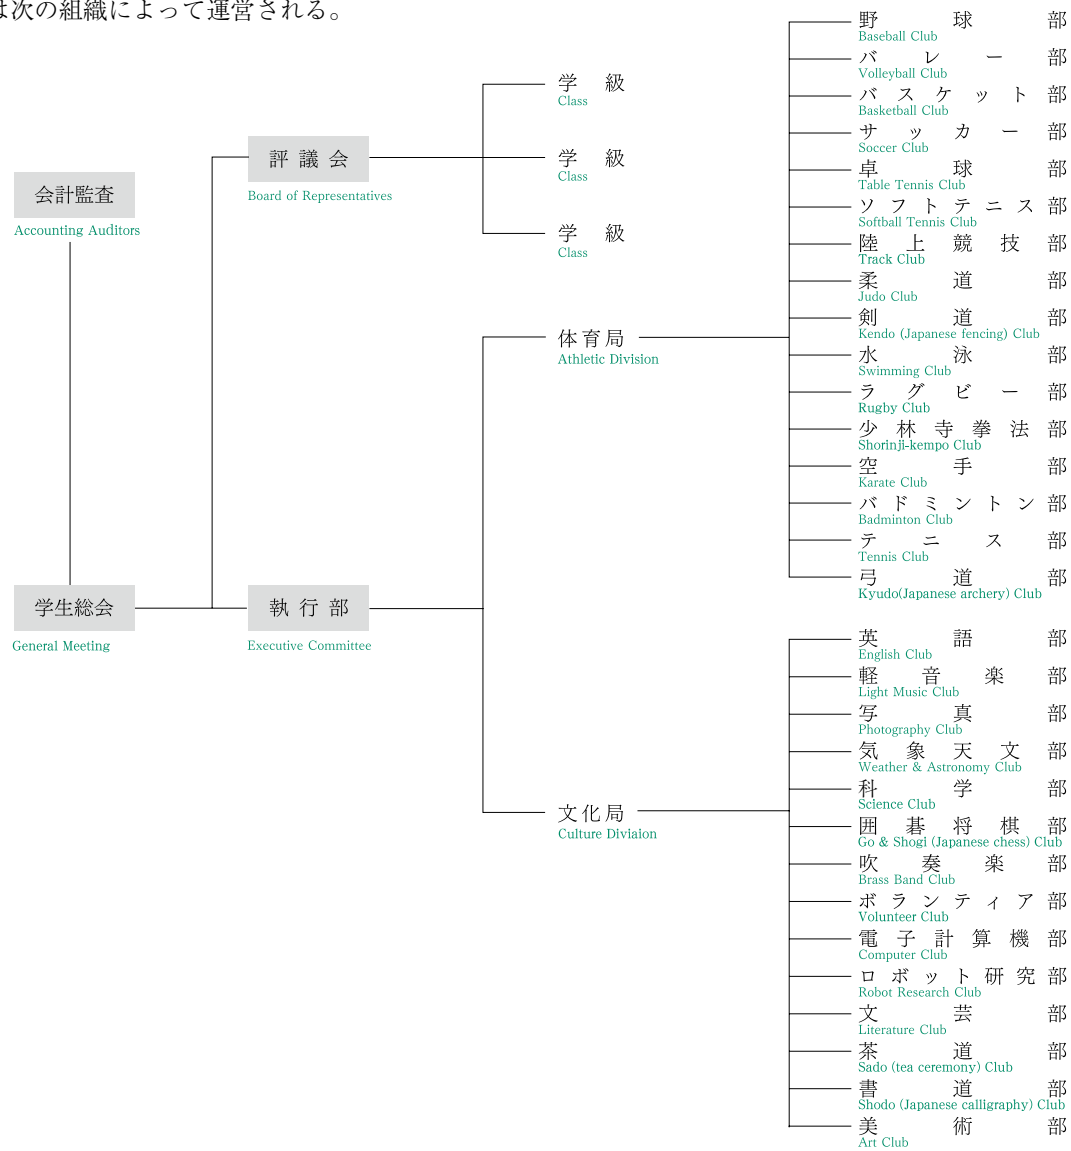 は次の組織によって運営される。
会計監査
Accounting Auditors
学生総会
General Meeting
評議会
Board of Representatives
執行部
Executive Committee
学級
Class
学級
Class
学級
Class
体育局
Athletic Division
文化局
Culture Diviaion
野球部
Baseball Club
バレー部
Volleyball Club
バスケット部
Basketball Club
サッカー部
Soccer Club
卓球部
Table Tennis Club
ソフトテニス部
Softball Tennis Club
陸上競技部
Track Club
柔道部
Judo Club
剣道部
Kendo (Japanese fencing) Club
水泳部
Swimming Club
ラグビー部
Rugby Club
少林寺拳法部
Shorinji-kempo Club
空手部
Karate Club
バドミントン部
Badminton Club
テニス部
Tennis Club
弓道部
Kyudo(Japanese archery) Club
英語部
English Club
軽音楽部
Light Music Club
写真部
Photography Club
気象天文部
Weather & Astronomy Club
科学部
Science Club
囲碁将棋部
Go & Shogi (Japanese chess) Club
吹奏楽部
Brass Band Club
ボランティア部
Volunteer Club
電子計算機部
Computer Club
ロボット研究部
Robot Research Club
文芸部
Literature Club
茶道部
Sado (tea ceremony) Club
書道部
Shodo (Japanese calligraphy) Club
美術部
Art Club